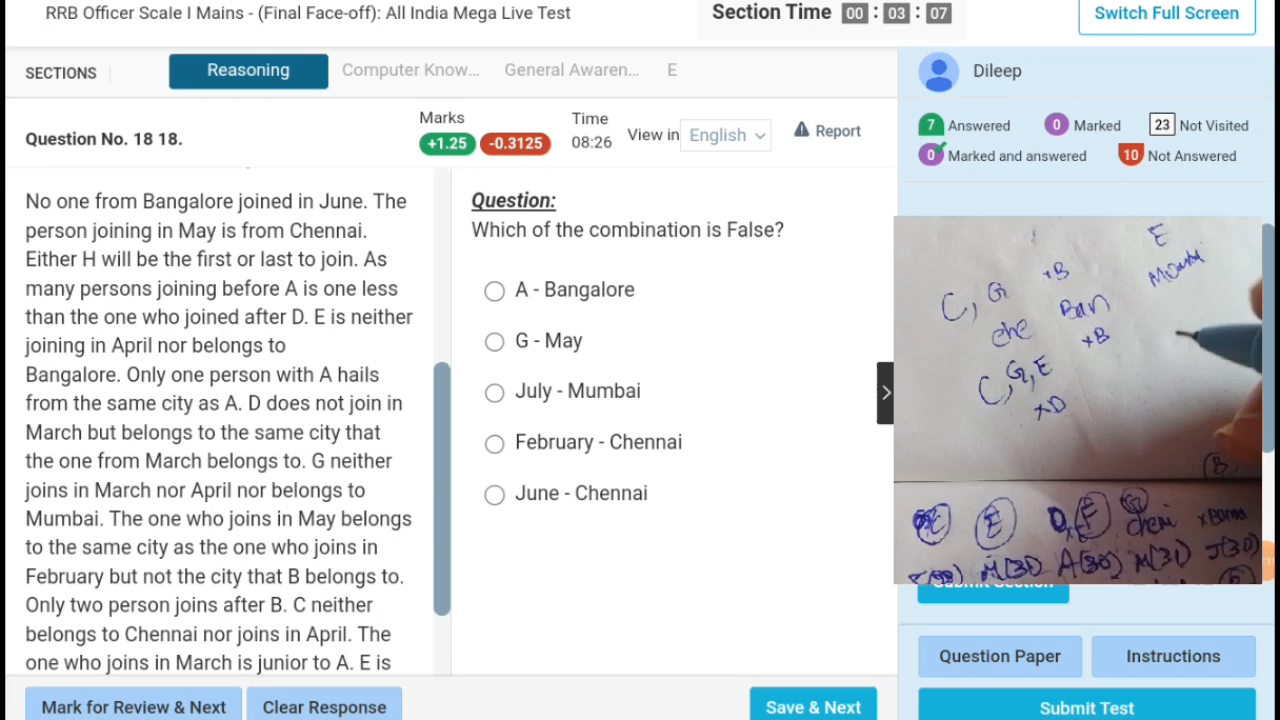 RRB Officer Scale I Mains - (Final Face-off): All India Mega Live Test
Section Time 00 : 03 : 07
Switch Full Screen
SECTIONS
Reasoning
Computer Know...
General Awaren...
E
Dileep
Question No. 18 18.
Marks
+1.25 -0.3125
Time
08:26
View in English
Report
7 Answered
0 Marked
23 Not Visited
0 Marked and answered
10 Not Answered
No one from Bangalore joined in June. The
person joining in May is from Chennai.
Either H will be the first or last to join. As
many persons joining before A is one less
than the one who joined after D. E is neither
joining in April nor belongs to
Bangalore. Only one person with A hails
from the same city as A. D does not join in
March but belongs to the same city that
the one from March belongs to. G neither
joins in March nor April nor belongs to
Mumbai. The one who joins in May belongs
to the same city as the one who joins in
February but not the city that B belongs to.
Only two person joins after B. C neither
belongs to Chennai nor joins in April. The
one who joins in March is junior to A. E is
Question:
Which of the combination is False?
A - Bangalore
G - May
July - Mumbai
February - Chennai
June - Chennai
E
×B
C, G
Ban
che
×B
C, G, E
×D
B
E
M(31) A(30) M(31) J(30)
Submit Section
Question Paper
Instructions
Mark for Review & Next
Clear Response
Save & Next
Submit Test